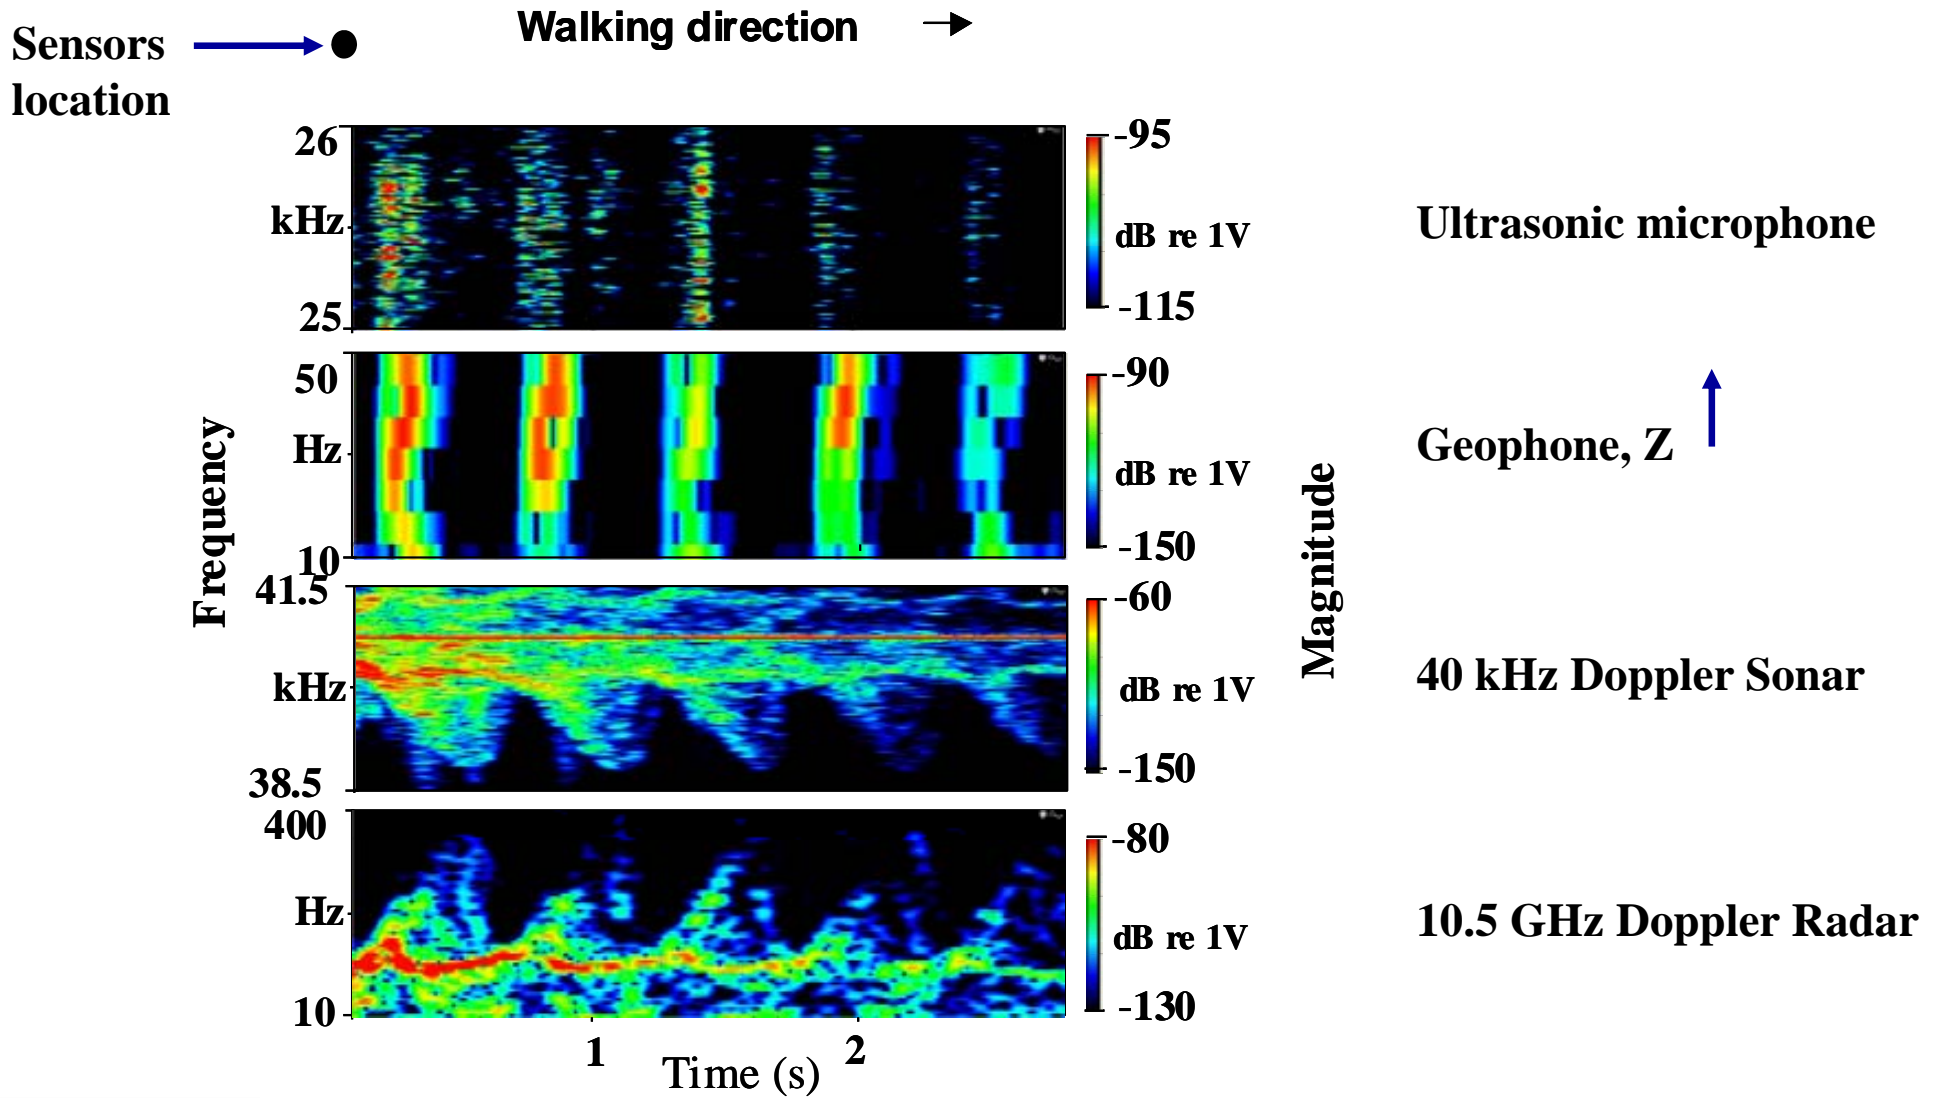 Sensors
location
Walking direction
26
kHz
25
-95
dB re 1V
-115
Ultrasonic microphone
50
Hz
10
-90
dB re 1V
-150
Geophone, Z
Frequency
Magnitude
41.5
kHz
38.5
-60
dB re 1V
-150
40 kHz Doppler Sonar
400
Hz
10
-80
dB re 1V
-130
10.5 GHz Doppler Radar
1
2
Time (s)